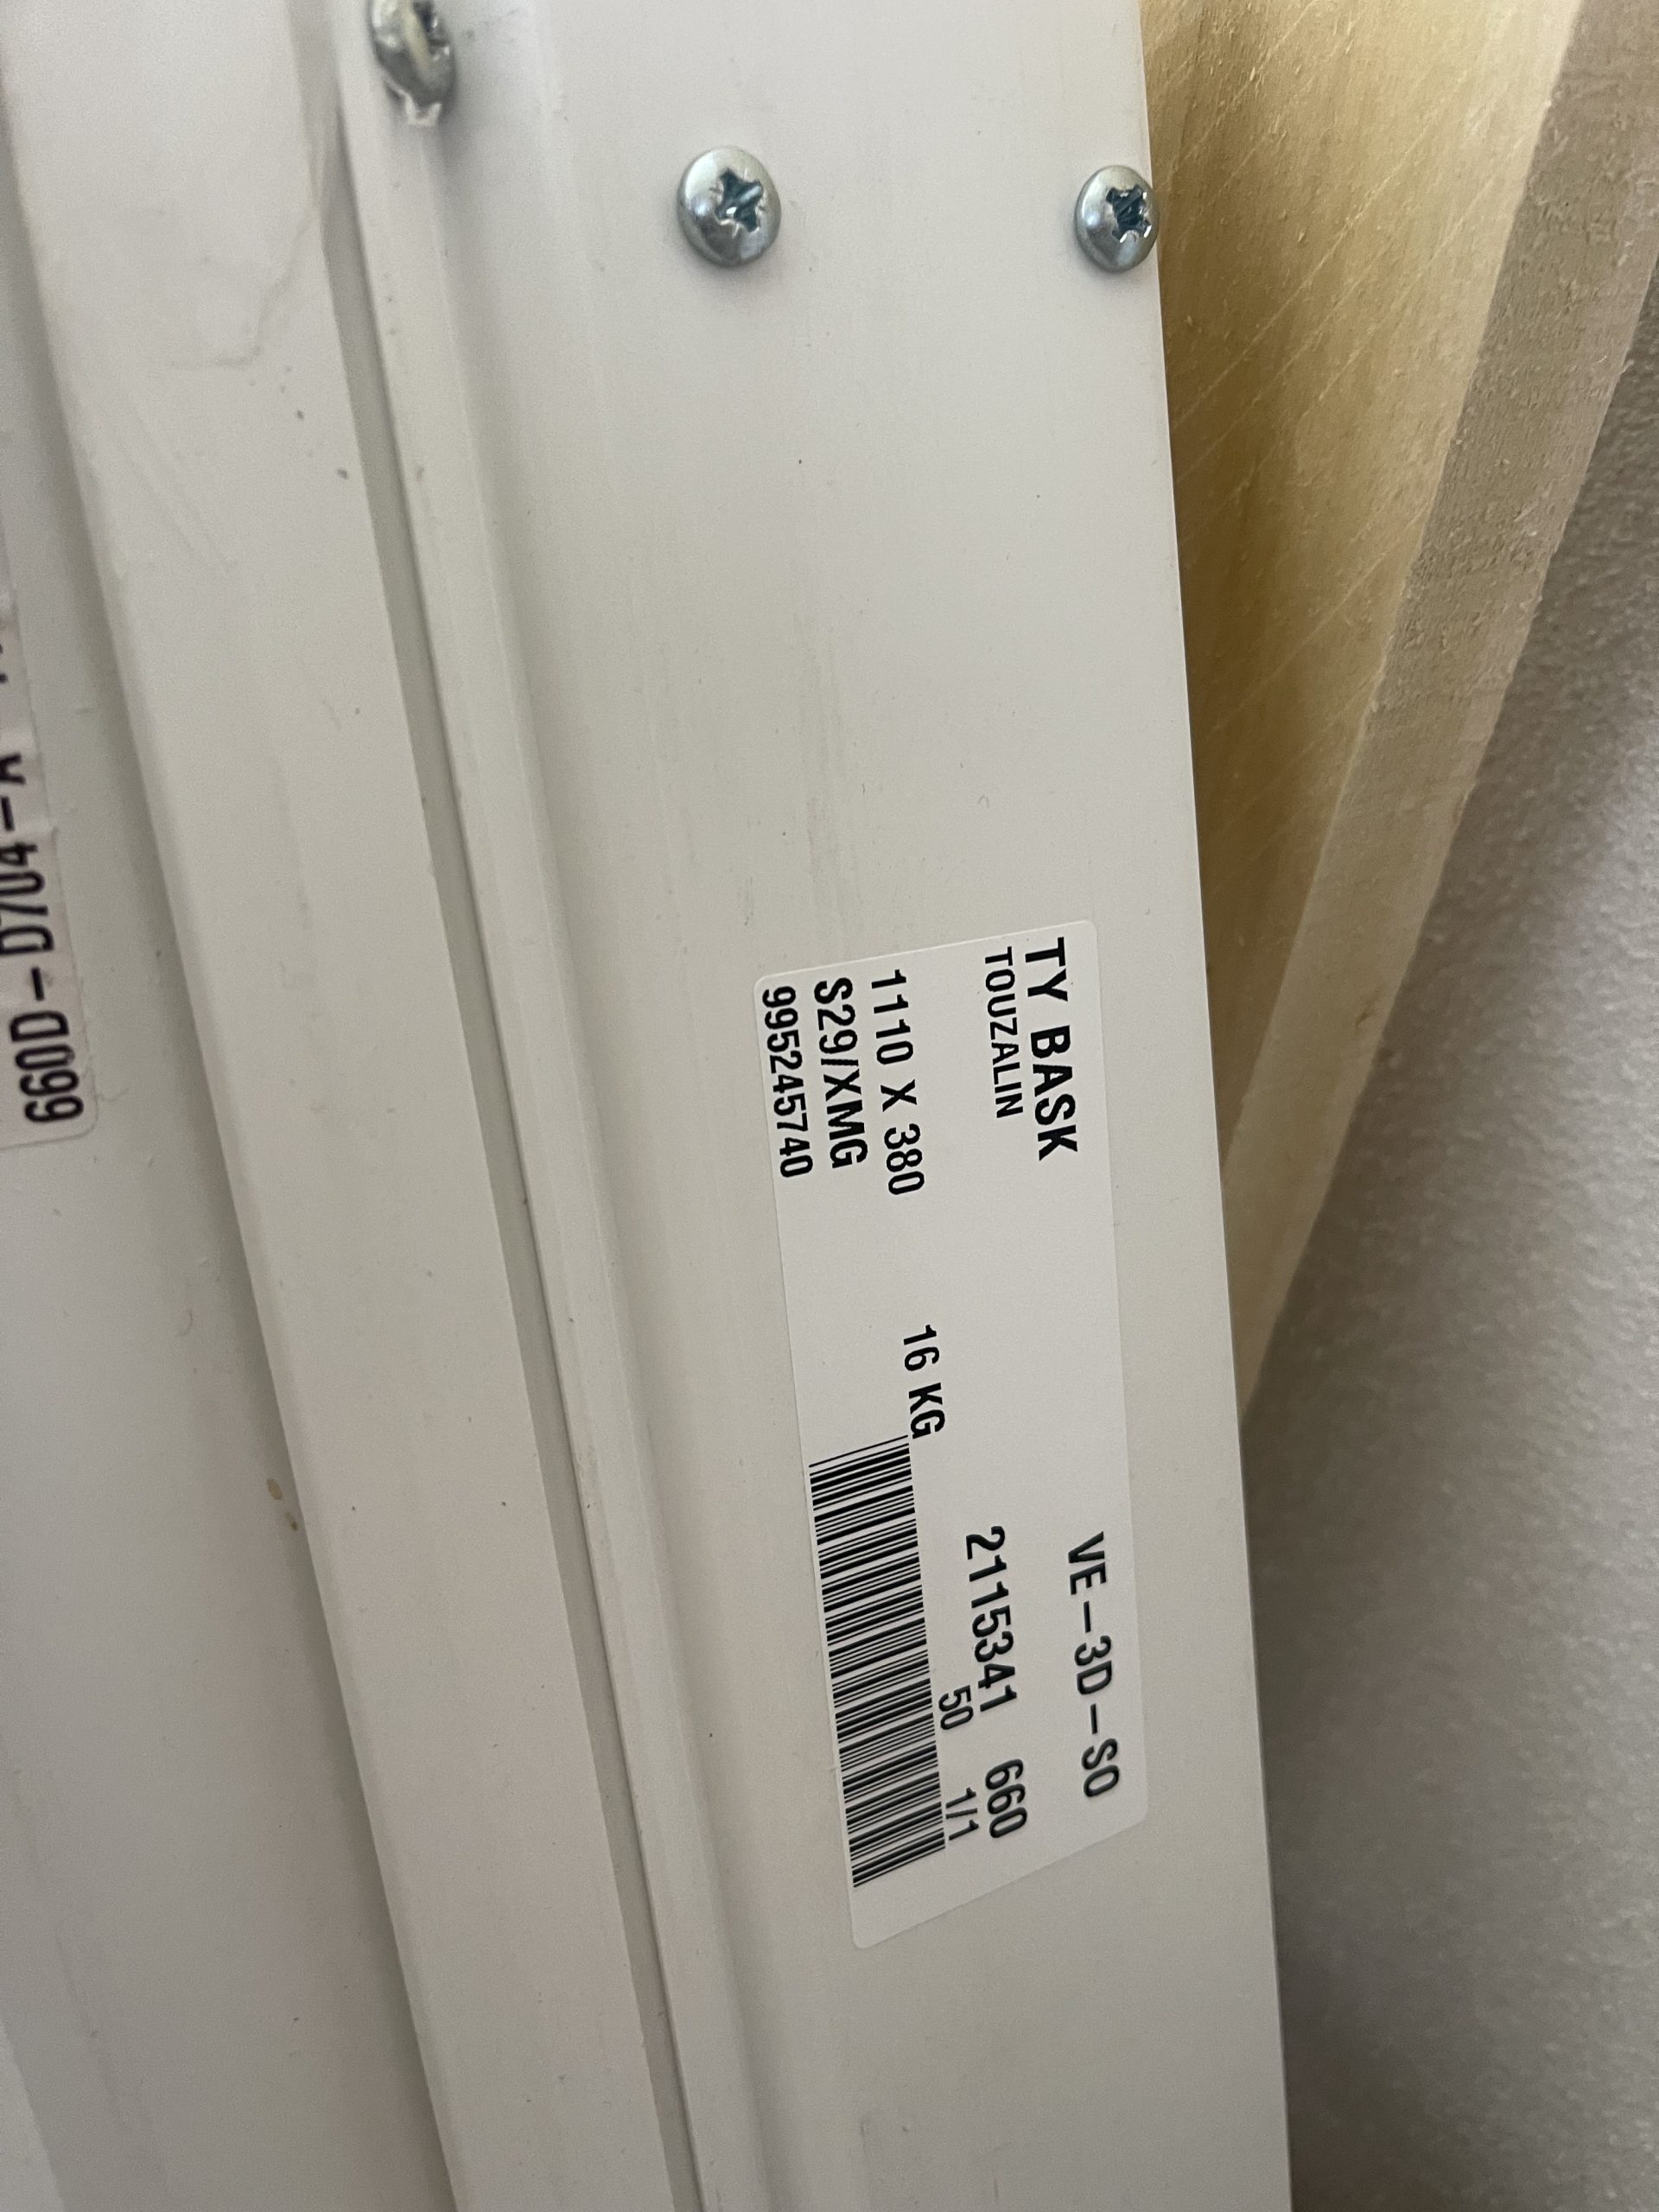 TY BASK
TOUZALIN
VE-3D-SO
2115341 660
1110 X 380
16 KG
50 1/1
S29/XMG
995245740
660D-D704-A